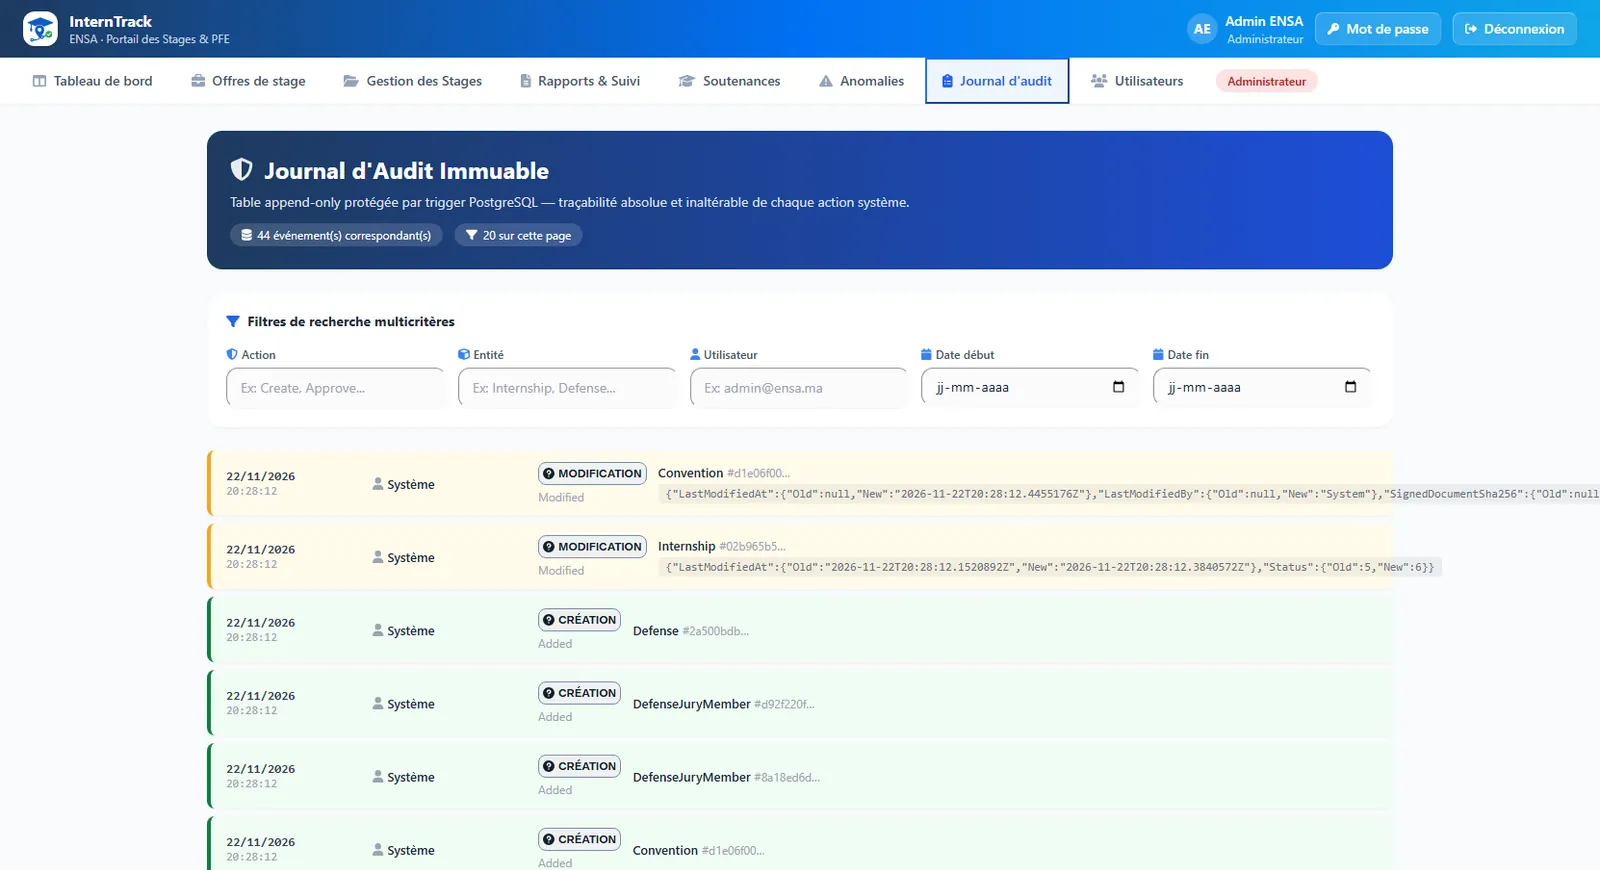 InternTrack
ENSA · Portail des Stages & PFE
AE
Admin ENSA
Administrateur
Mot de passe
Déconnexion
Tableau de bord
Offres de stage
Gestion des Stages
Rapports & Suivi
Soutenances
Anomalies
Journal d'audit
Utilisateurs
Administrateur
Journal d'Audit Immuable
Table append-only protégée par trigger PostgreSQL — traçabilité absolue et inaltérable de chaque action système.
44 événement(s) correspondant(s)
20 sur cette page
Filtres de recherche multicritères
Action
Entité
Utilisateur
Date début
Date fin
Ex: Create, Approve...
Ex: Internship, Defense...
Ex: admin@ensa.ma
jj-mm-aaaa
jj-mm-aaaa
22/11/2026
20:28:12
Système
MODIFICATION
Modified
Convention #d1e06f00...
{"LastModifiedAt":{"Old":null,"New":"2026-11-22T20:28:12.4455176Z"},"LastModifiedBy":{"Old":null,"New":"System"},"SignedDocumentSha256":{"Old":null
22/11/2026
20:28:12
Système
MODIFICATION
Modified
Internship #02b965b5...
{"LastModifiedAt":{"Old":"2026-11-22T20:28:12.1520892Z","New":"2026-11-22T20:28:12.3840572Z"},"Status":{"Old":5,"New":6}}
22/11/2026
20:28:12
Système
CRÉATION
Added
Defense #2a500bdb...
22/11/2026
20:28:12
Système
CRÉATION
Added
DefenseJuryMember #d92f220f...
22/11/2026
20:28:12
Système
CRÉATION
Added
DefenseJuryMember #8a18ed6d...
22/11/2026
20:28:12
Système
CRÉATION
Added
Convention #d1e06f00...